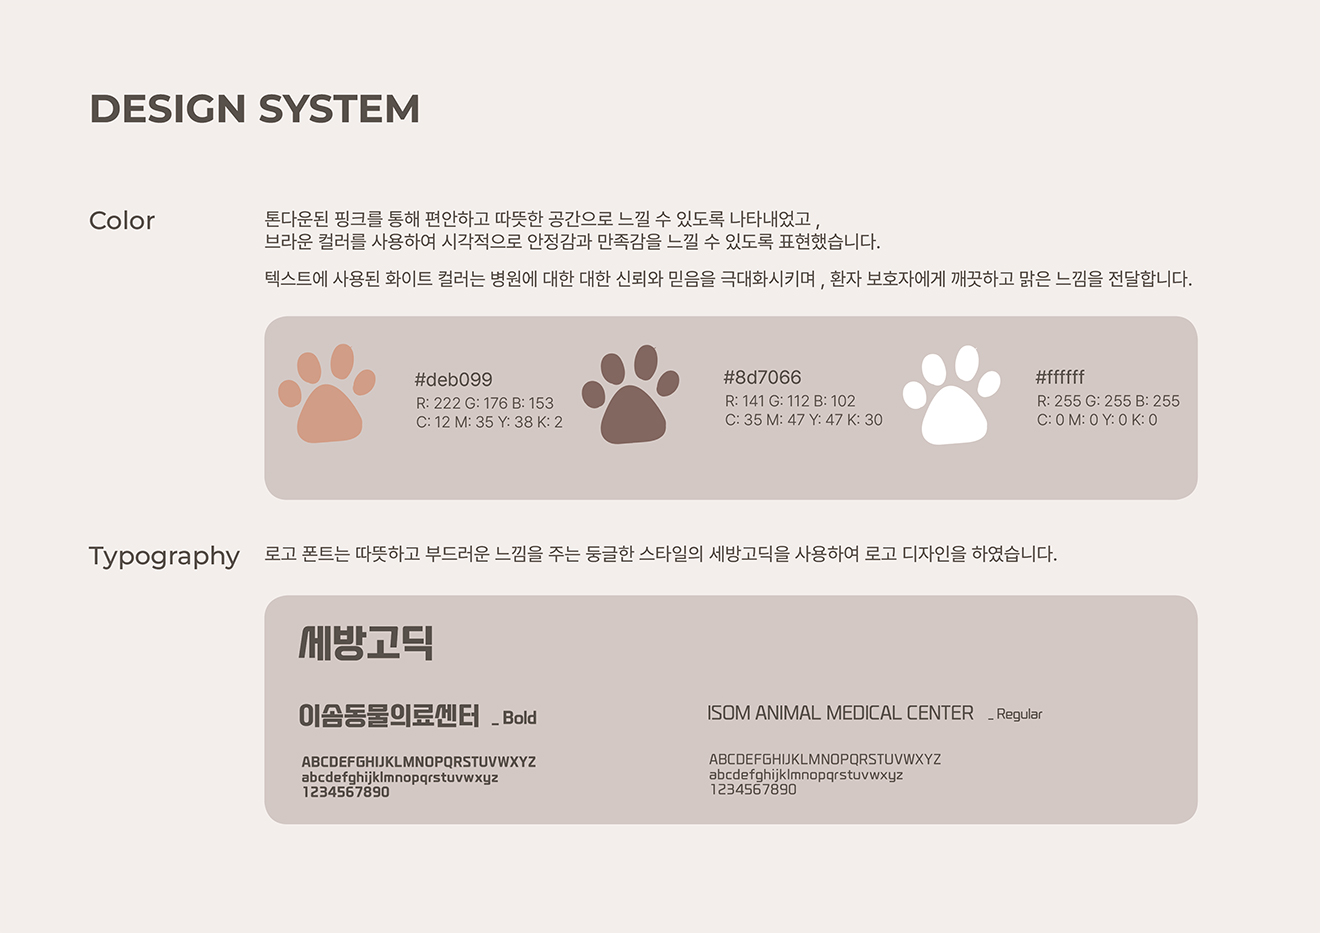 DESIGN SYSTEM
Color
톤다운된 핑크를 통해 편안하고 따뜻한 공간으로 느낄 수 있도록 나타내었고 ,
브라운 컬러를 사용하여 시각적으로 안정감과 만족감을 느낄 수 있도록 표현했습니다.
텍스트에 사용된 화이트 컬러는 병원에 대한 대한 신뢰와 믿음을 극대화시키며 , 환자 보호자에게 깨끗하고 맑은 느낌을 전달합니다.
#deb099
R: 222 G: 176 B: 153
C: 12 M: 35 Y: 38 K: 2
#8d7066
R: 141 G: 112 B: 102
C: 35 M: 47 Y: 47 K: 30
#ffffff
R: 255 G: 255 B: 255
C: 0 M: 0 Y: 0 K: 0
Typography
로고 폰트는 따뜻하고 부드러운 느낌을 주는 둥글한 스타일의 세방고딕을 사용하여 로고 디자인을 하였습니다.
세방고딕
이솜동물의료센터 _ Bold
ABCDEFGHIJKLMNOPQRSTUVWXYZ
abcdefghijklmnopqrstuvwxyz
1234567890
ISOM ANIMAL MEDICAL CENTER _ Regular
ABCDEFGHIJKLMNOPQRSTUVWXYZ
abcdefghijklmnopqrstuvwxyz
1234567890